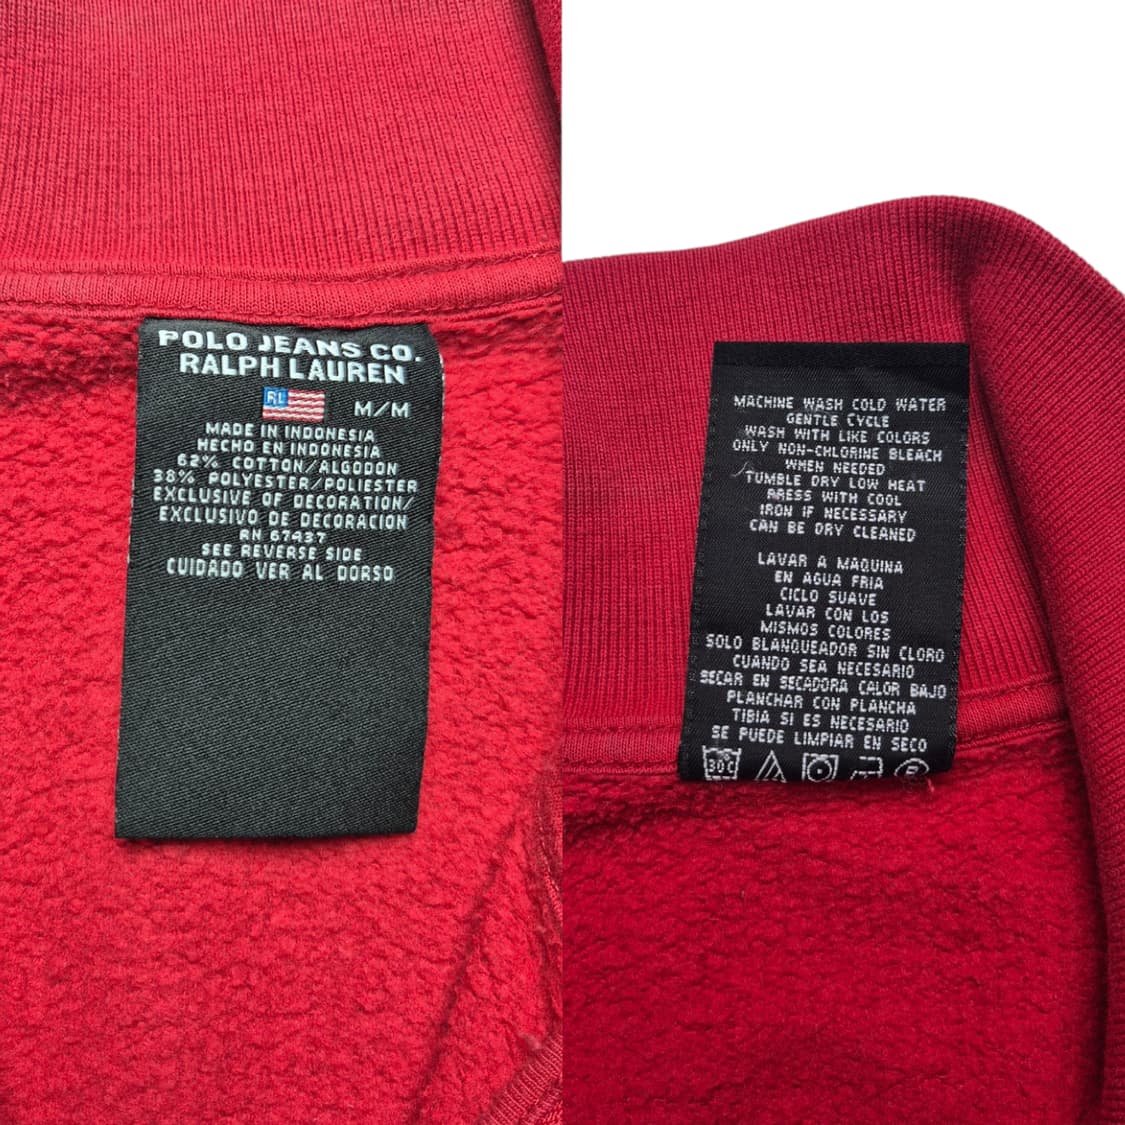 POLO JEANS CO.
RALPH LAUREN
RL
M/M
MADE IN INDONESIA
HECHO EN INDONESIA
62% COTTON/ALGODON
38% POLYESTER/POLIESTER
EXCLUSIVE OF DECORATION/
EXCLUSIVO DE DECORACION
RN 67437
SEE REVERSE SIDE
CUIDADO VER AL DORSO
MACHINE WASH COLD WATER
GENTLE CYCLE
WASH WITH LIKE COLORS
ONLY NON-CHLORINE BLEACH
WHEN NEEDED
TUMBLE DRY LOW HEAT
PRESS WITH COOL
IRON IF NECESSARY
CAN BE DRY CLEANED
LAVAR A MAQUINA
EN AGUA FRIA
CICLO SUAVE
LAVAR CON LOS
MISMOS COLORES
SOLO BLANQUEADOR SIN CLORO
CUANDO SEA NECESARIO
SECAR EN SECADORA CALOR BAJO
PLANCHAR CON PLANCHA
TIBIA SI ES NECESARIO
SE PUEDE LIMPIAR EN SECO
30C